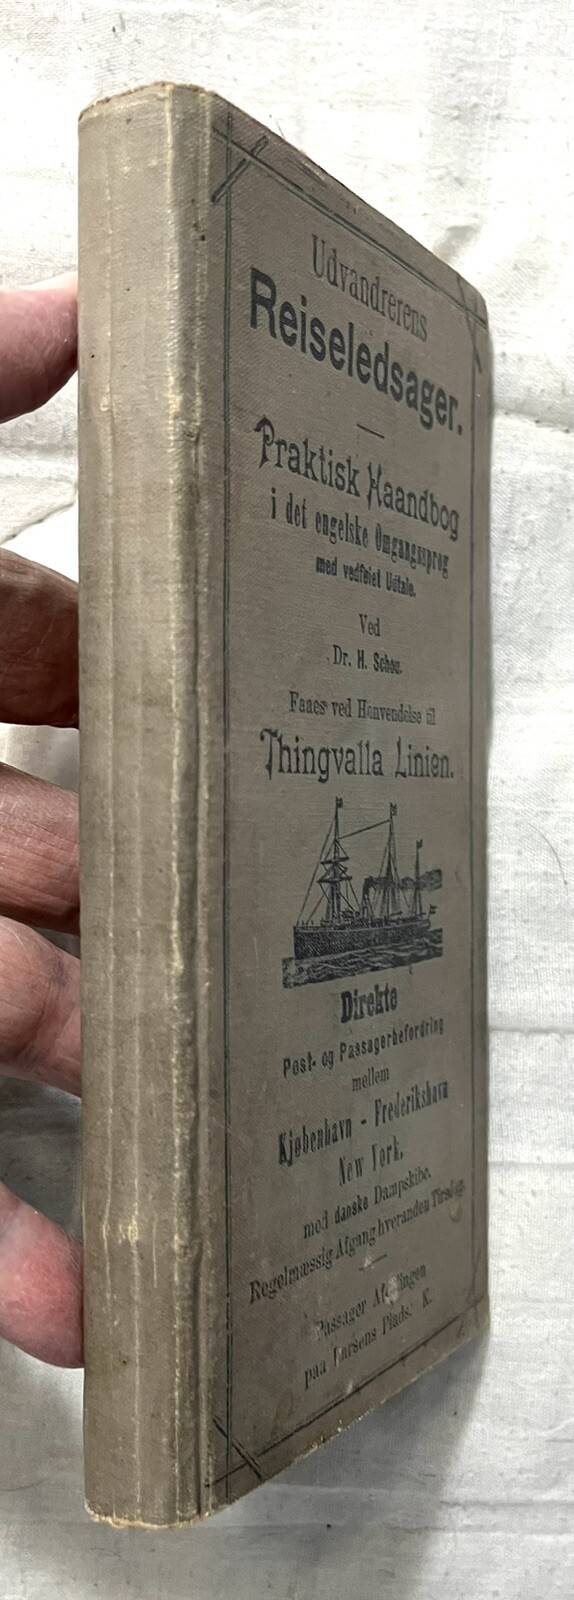 Udvandrerens
Reiseledsager.
Praktisk Haandbog
i det engelske Omgangssprog
med vedføiet Udtale.
Ved
Dr. H. Schou.
Faaes ved Henvendelse til
Thingvalla Linien.
Direkte
Post- og Passagerbefordring
mellem
Kjøbenhavn - Frederikshavn
New York.
med danske Dampskibe.
Regelmæssig Afgang hveranden Tirsdag.
Passager Afdelingen
paa Larsens Plads. K.